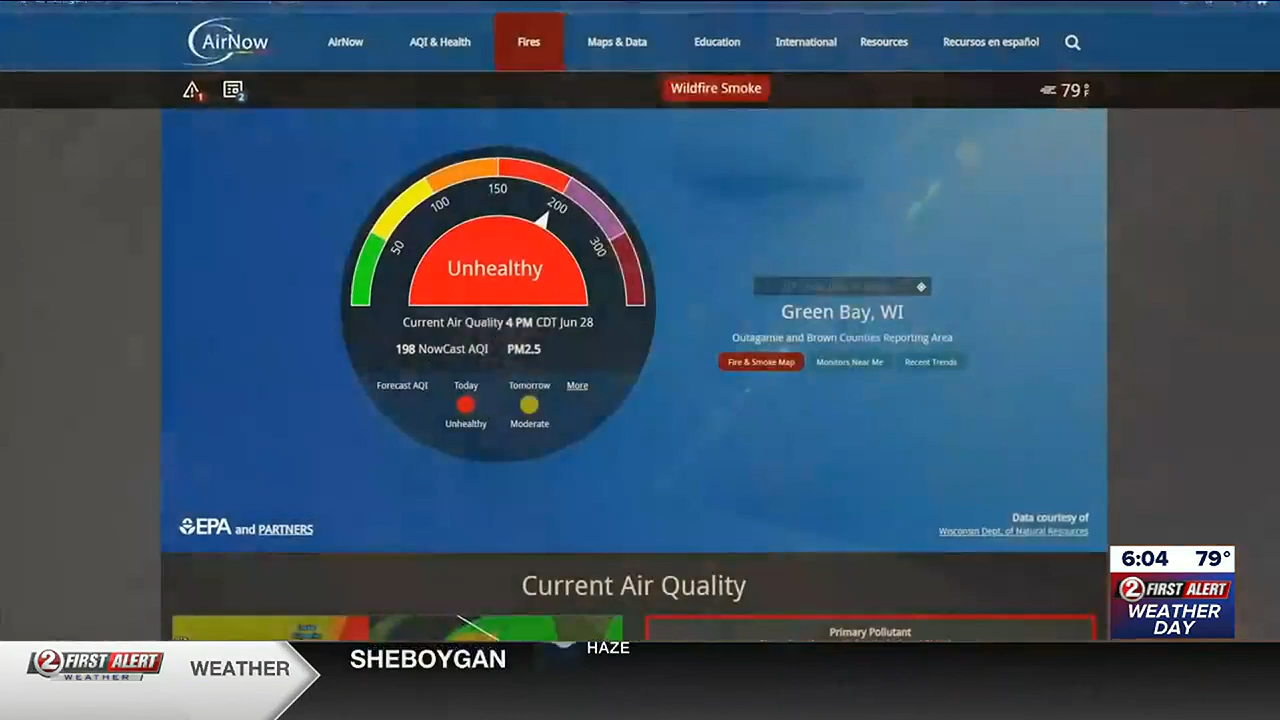 AirNow
AirNow
AQI & Health
Fires
Maps & Data
Education
International
Resources
Recursos en español
1
2
Wildfire Smoke
79 °F
50
100
150
200
300
Unhealthy
Current Air Quality 4 PM CDT Jun 28
198 NowCast AQI PM2.5
Forecast AQI
Today
Tomorrow
More
Unhealthy
Moderate
Green Bay, WI
Outagamie and Brown Counties Reporting Area
Fire & Smoke Map
Monitors Near Me
Recent Trends
EPA and PARTNERS
Data courtesy of
Wisconsin Dept. of Natural Resources
Current Air Quality
Primary Pollutant
6:04 79°
2 FIRST ALERT
WEATHER
DAY
2 FIRST ALERT
WEATHER
WEATHER
SHEBOYGAN
HAZE